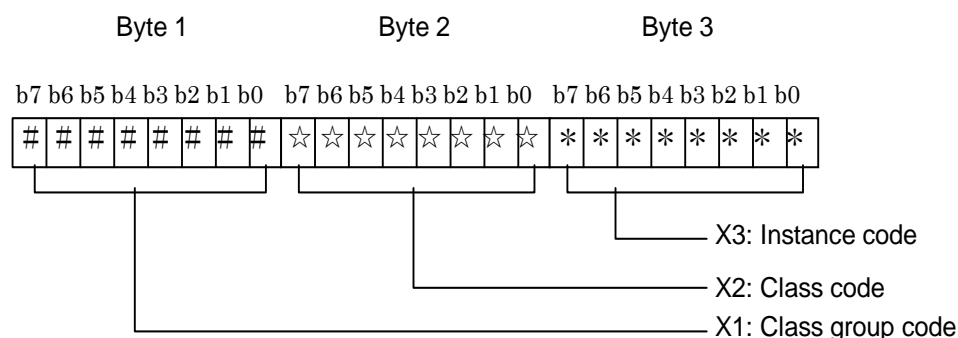 Byte 1 Byte 2 Byte 3
b7 b6 b5 b4 b3 b2 b1 b0 b7 b6 b5 b4 b3 b2 b1 b0 b7 b6 b5 b4 b3 b2 b1 b0
# # # # # # # # ☆ ☆ ☆ ☆ ☆ ☆ ☆ ☆ * * * * * * * *
X3: Instance code
X2: Class code
X1: Class group code